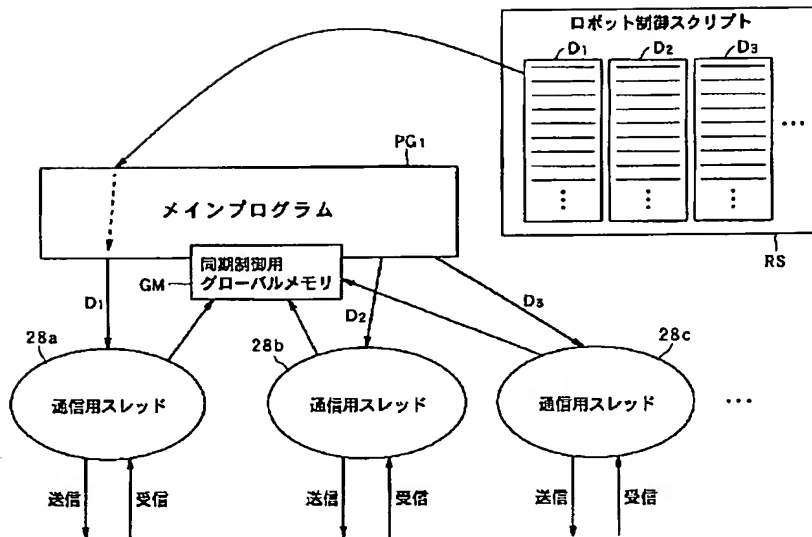 ロボット制御スクリプト
D1
D2
D3
...
RS
PG1
メインプログラム
同期制御用
グローバルメモリ
GM
D1
D2
D3
28a
28b
28c
通信用スレッド
通信用スレッド
通信用スレッド
...
送信
受信
送信
受信
送信
受信